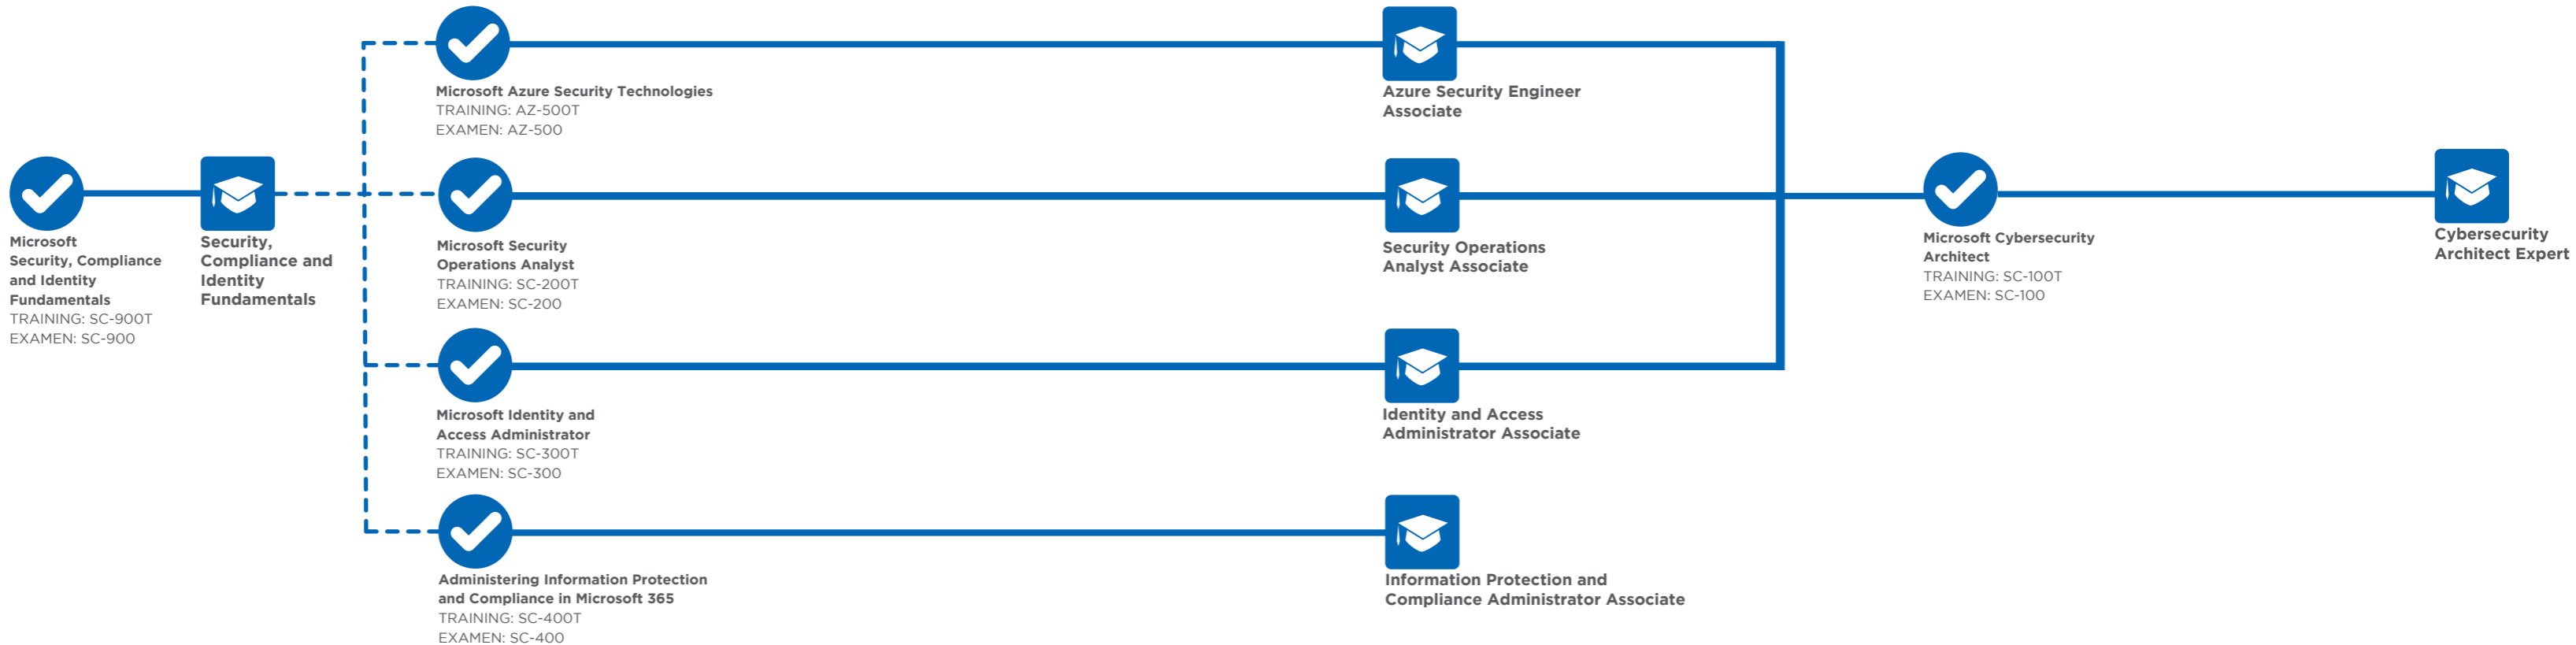 Microsoft
Security, Compliance
and Identity
Fundamentals
TRAINING: SC-900T
EXAMEN: SC-900
Security,
Compliance and
Identity
Fundamentals
Microsoft Azure Security Technologies
TRAINING: AZ-500T
EXAMEN: AZ-500
Azure Security Engineer
Associate
Microsoft Security
Operations Analyst
TRAINING: SC-200T
EXAMEN: SC-200
Security Operations
Analyst Associate
Microsoft Identity and
Access Administrator
TRAINING: SC-300T
EXAMEN: SC-300
Identity and Access
Administrator Associate
Administering Information Protection
and Compliance in Microsoft 365
TRAINING: SC-400T
EXAMEN: SC-400
Information Protection and
Compliance Administrator Associate
Microsoft Cybersecurity
Architect
TRAINING: SC-100T
EXAMEN: SC-100
Cybersecurity
Architect Expert